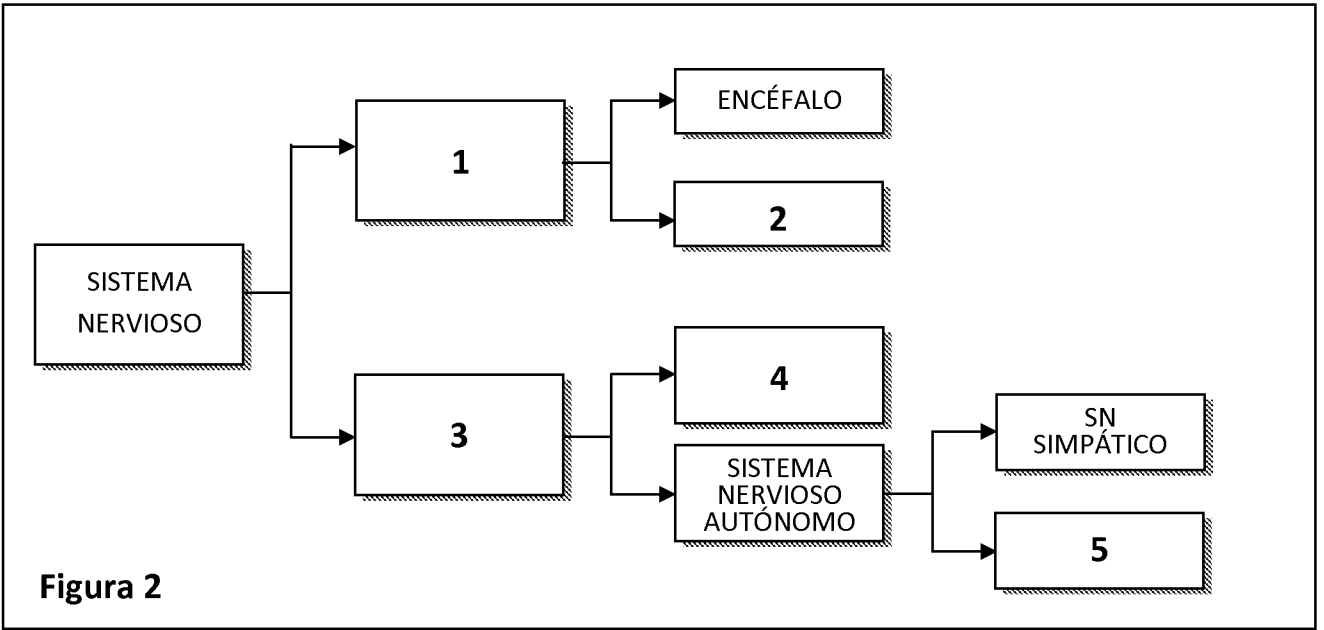 ENCÉFALO
1
2
SISTEMA
NERVIOSO
4
3
SN
SIMPÁTICO
SISTEMA
NERVIOSO
AUTÓNOMO
5
Figura 2